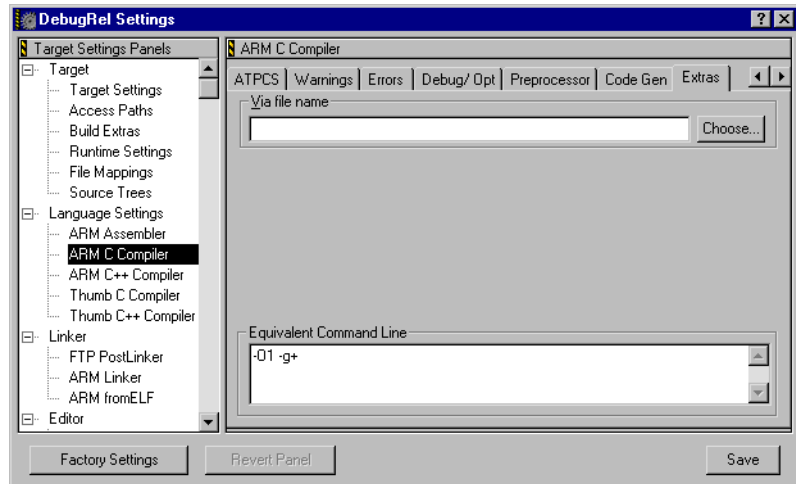 DebugRel Settings
Target Settings Panels
Target
Target Settings
Access Paths
Build Extras
Runtime Settings
File Mappings
Source Trees
Language Settings
ARM Assembler
ARM C Compiler
ARM C++ Compiler
Thumb C Compiler
Thumb C++ Compiler
Linker
FTP PostLinker
ARM Linker
ARM fromELF
Editor
ARM C Compiler
ATPCS Warnings Errors Debug/ Opt Preprocessor Code Gen Extras
Via file name
Choose...
Equivalent Command Line
-O1 -g+
Factory Settings Revert Panel Save